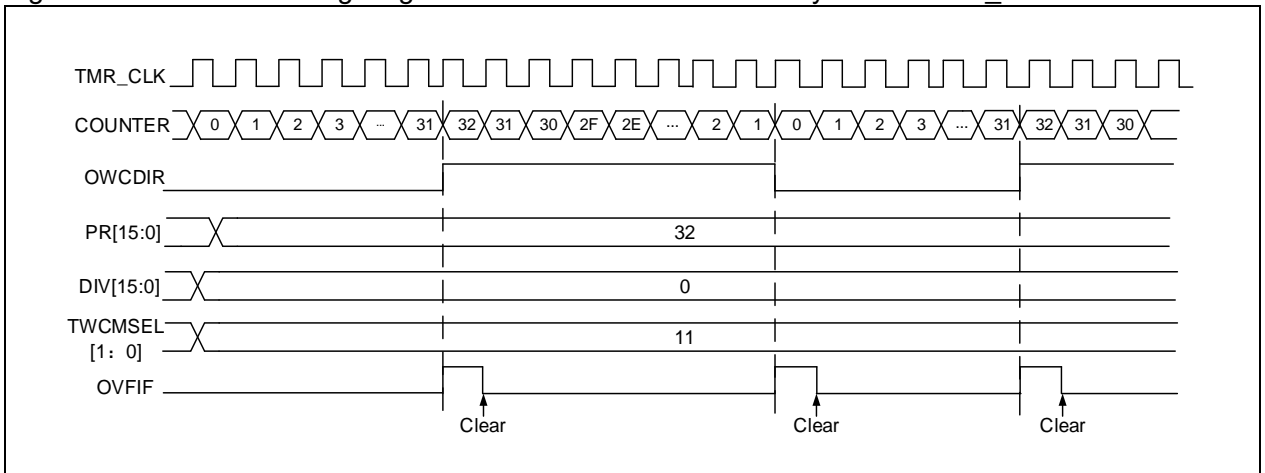 TMR_CLK
COUNTER 0 1 2 3 ... 31 32 31 30 2F 2E ... 2 1 0 1 2 3 ... 31 32 31 30
OWCDIR
PR[15:0] 32
DIV[15:0] 0
TWCMSEL
[1：0] 11
OVFIF
Clear Clear Clear